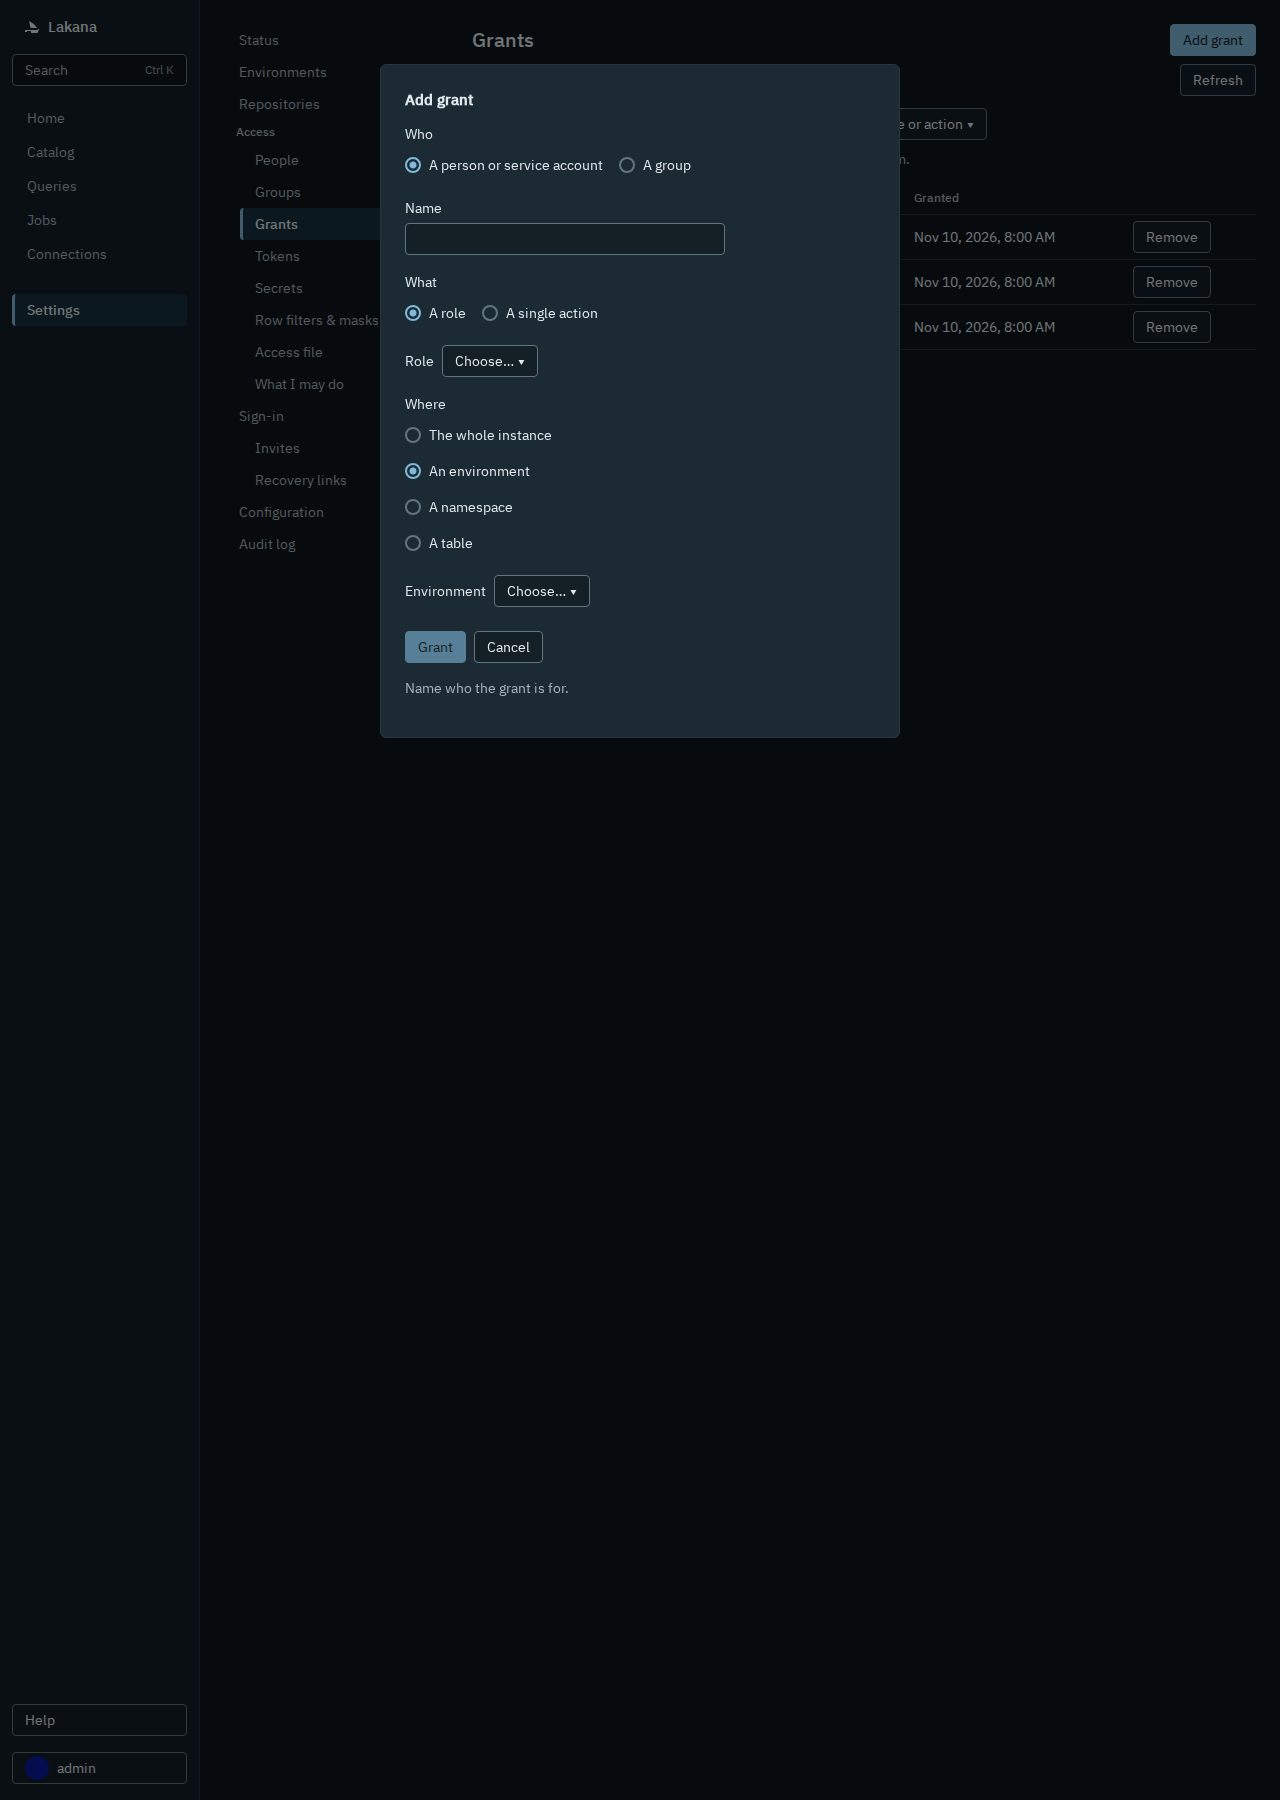 Lakana
Search Ctrl K
Home
Catalog
Queries
Jobs
Connections
Settings
Help
admin
Status
Environments
Repositories
Access
People
Groups
Grants
Tokens
Secrets
Row filters & masks
Access file
What I may do
Sign-in
Invites
Recovery links
Configuration
Audit log
Grants
Add grant
Refresh
or action ▾
Granted
Nov 10, 2026, 8:00 AM Remove
Nov 10, 2026, 8:00 AM Remove
Nov 10, 2026, 8:00 AM Remove
Add grant
Who
A person or service account A group
Name
What
A role A single action
Role Choose... ▾
Where
The whole instance
An environment
A namespace
A table
Environment Choose... ▾
Grant Cancel
Name who the grant is for.